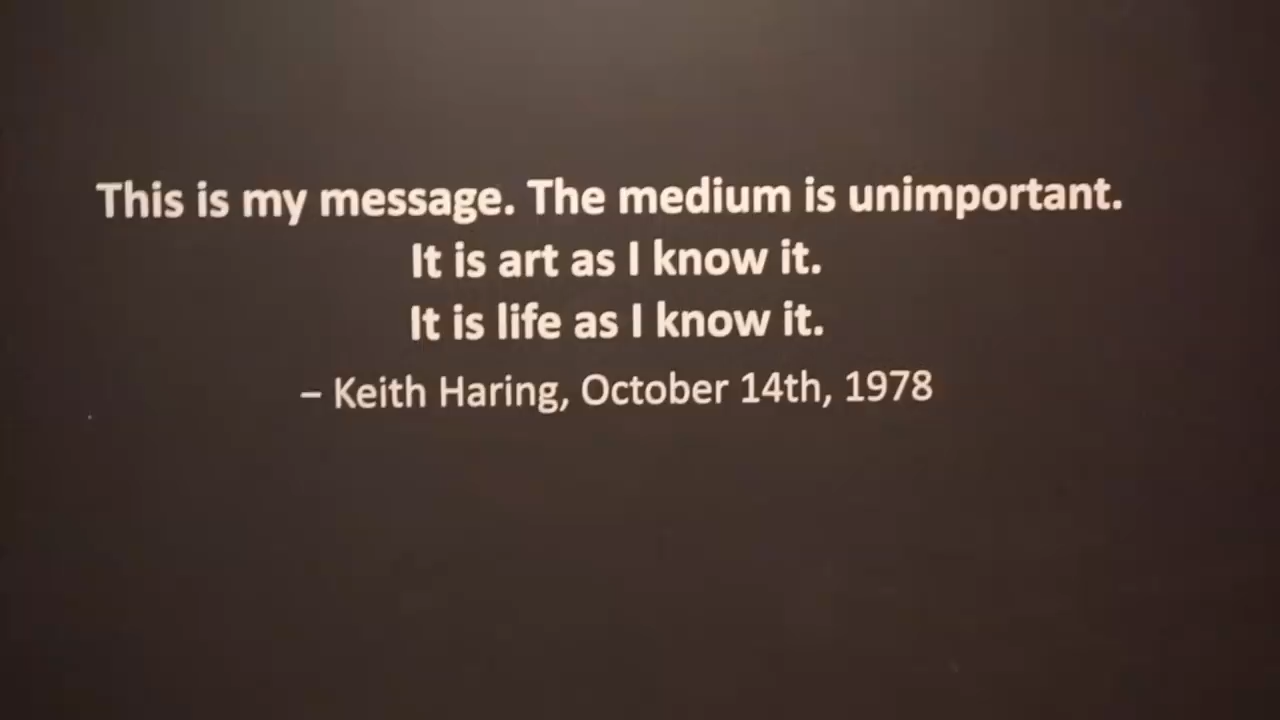 This is my message. The medium is unimportant.
It is art as I know it.
It is life as I know it.
– Keith Haring, October 14th, 1978